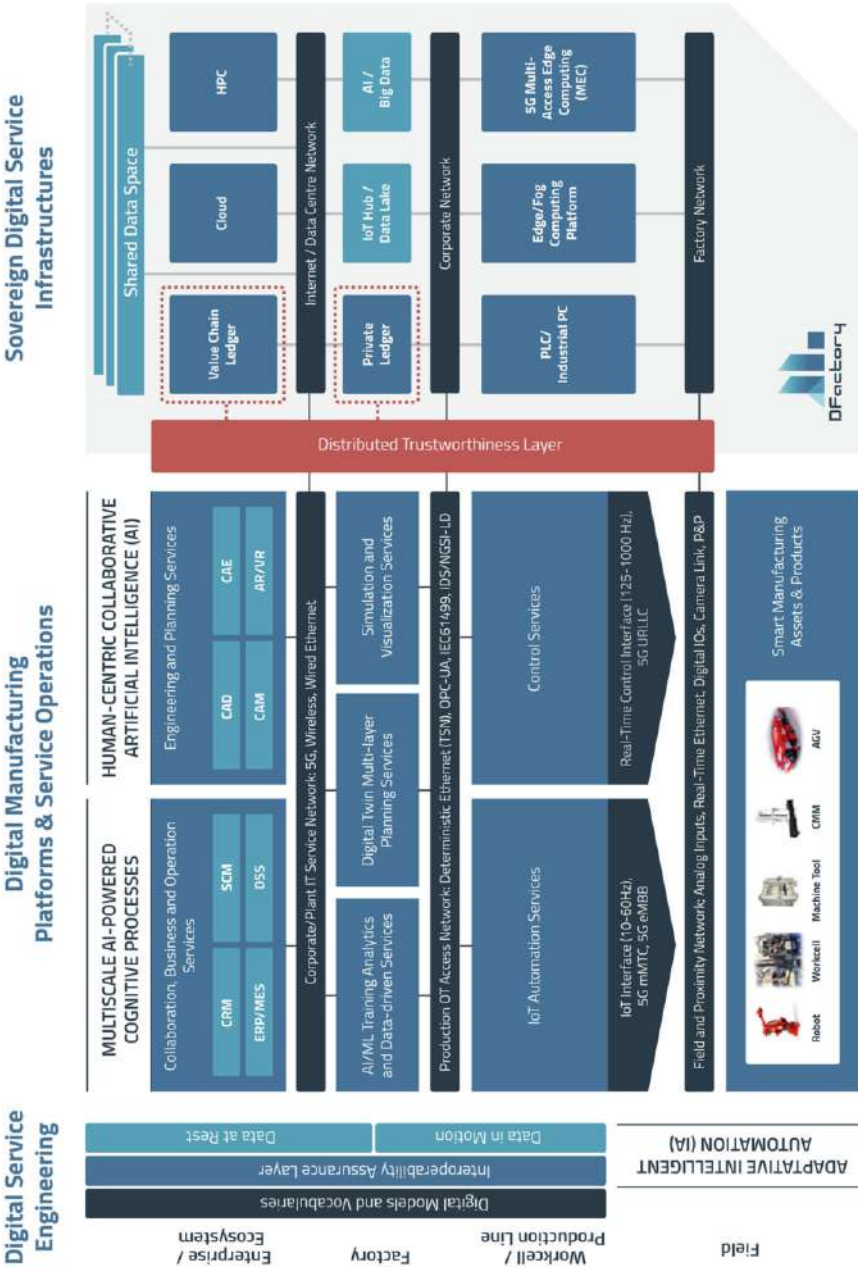 Digital Service
Engineering
Digital Manufacturing
Platforms & Service Operations
Sovereign Digital Service
Infrastructures
Enterprise /
Ecosystem
Factory
Workcell /
Production Line
Field
Digital Models and Vocabularies
Interoperability Assurance Layer
Data at Rest
Data in Motion
ADAPTATIVE INTELLIGENT
AUTOMATION (IA)
MULTISCALE AI-POWERED
COGNITIVE PROCESSES
HUMAN-CENTRIC COLLABORATIVE
ARTIFICIAL INTELLIGENCE (AI)
Collaboration, Business and Operation
Services
CRM
SCM
ERP/MES
DSS
Engineering and Planning Services
CAD
CAE
CAM
AR/VR
Corporate/Plant IT Service Network: 5G, Wireless, Wired Ethernet
AI/ML Training Analytics
and Data-driven Services
Digital Twin Multi-layer
Planning Services
Simulation and
Visualization Services
Production OT Access Network: Deterministic Ethernet (TSN), OPC-UA, IEC61499, IDS/NGSI-LD
IoT Automation Services
Control Services
IoT Interface (10-60Hz),
5G mMTC, 5G eMBB
Real-Time Control Interface (125-1000 Hz),
5G URLLC
Field and Proximity Network: Analog Inputs, Real-Time Ethernet, Digital IOs, Camera Link, P&P
Robot
Workcell
Machine Tool
CMM
AGV
Smart Manufacturing
Assets & Products
Distributed Trustworthiness Layer
Shared Data Space
Value Chain
Ledger
Cloud
HPC
Internet / Data Centre Network
Private
Ledger
IoT Hub /
Data Lake
AI /
Big Data
Corporate Network
PLC/
Industrial PC
Edge/Fog
Computing
Platform
5G Multi-
Access Edge
Computing
(MEC)
Factory Network
DFactory